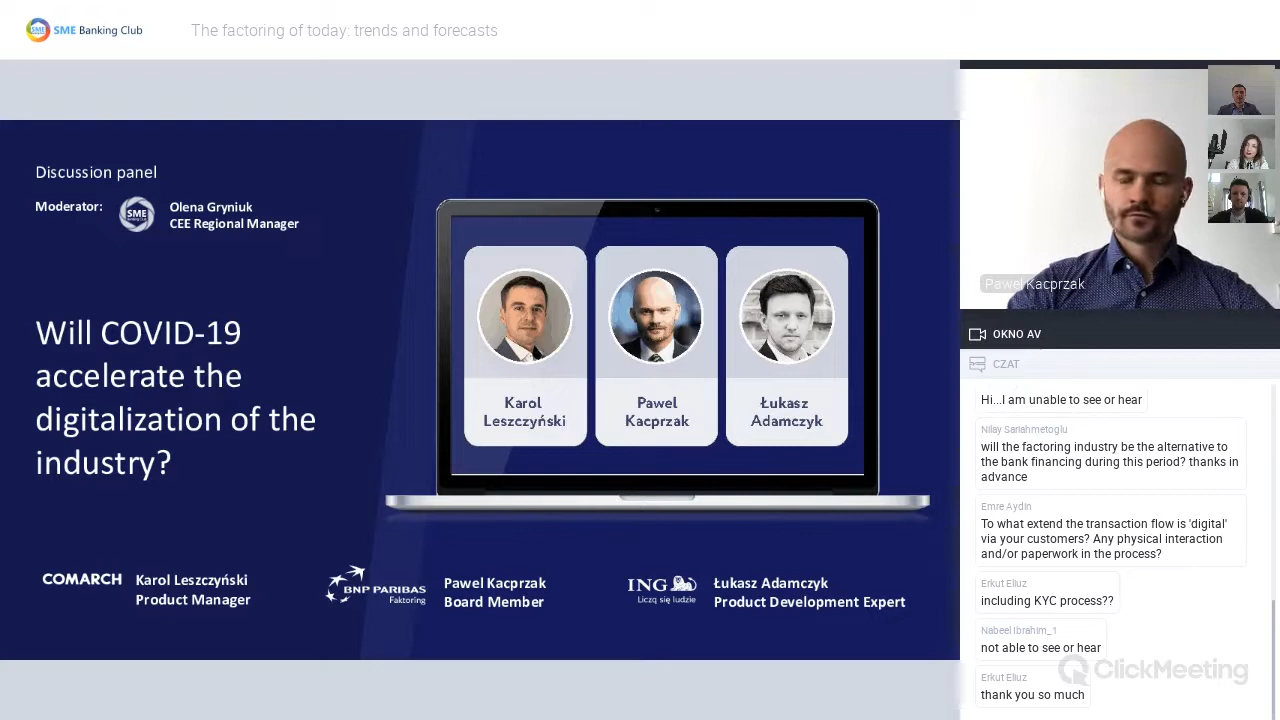 SME SME Banking Club
The factoring of today: trends and forecasts
Discussion panel
Moderator:
SME
Olena Gryniuk
CEE Regional Manager
Will COVID-19
accelerate the
digitalization of the
industry?
Karol
Leszczyński
Pawel
Kacprzak
Łukasz
Adamczyk
COMARCH
Karol Leszczyński
Product Manager
BNP PARIBAS
Faktoring
Pawel Kacprzak
Board Member
ING
Liczą się ludzie
Łukasz Adamczyk
Product Development Expert
Pawel Kacprzak
OKNO AV
CZAT
Hi...I am unable to see or hear
Nilay Sariahmetoglu
will the factoring industry be the alternative to
the bank financing during this period? thanks in
advance
Emre Aydin
To what extend the transaction flow is 'digital'
via your customers? Any physical interaction
and/or paperwork in the process?
Erkut Eliuz
including KYC process??
Nabeel Ibrahim_1
not able to see or hear
Erkut Eliuz
thank you so much
ClickMeeting